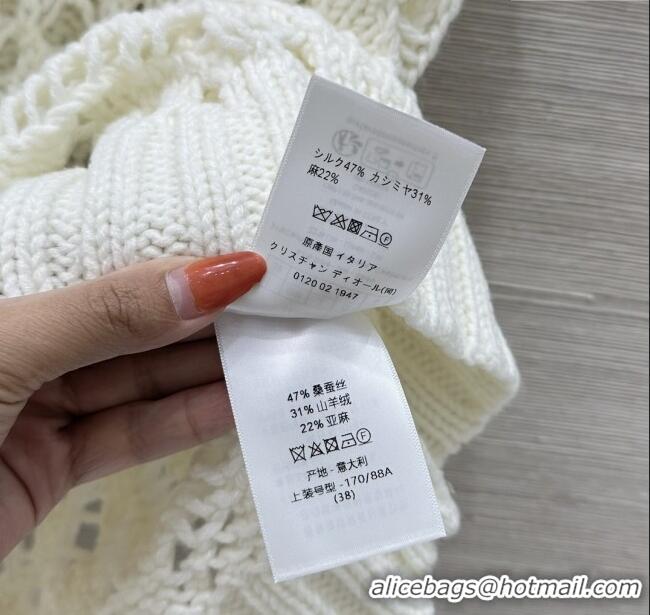 シルク47% カシミヤ31%
麻22%
原産国 イタリア
クリスチャン ディオール(同)
0120 02 1947
47% 桑蚕丝
31% 山羊绒
22% 亚麻
产地 - 意大利
上装号型 - 170/88A
(38)
alicebags@hotmail.com